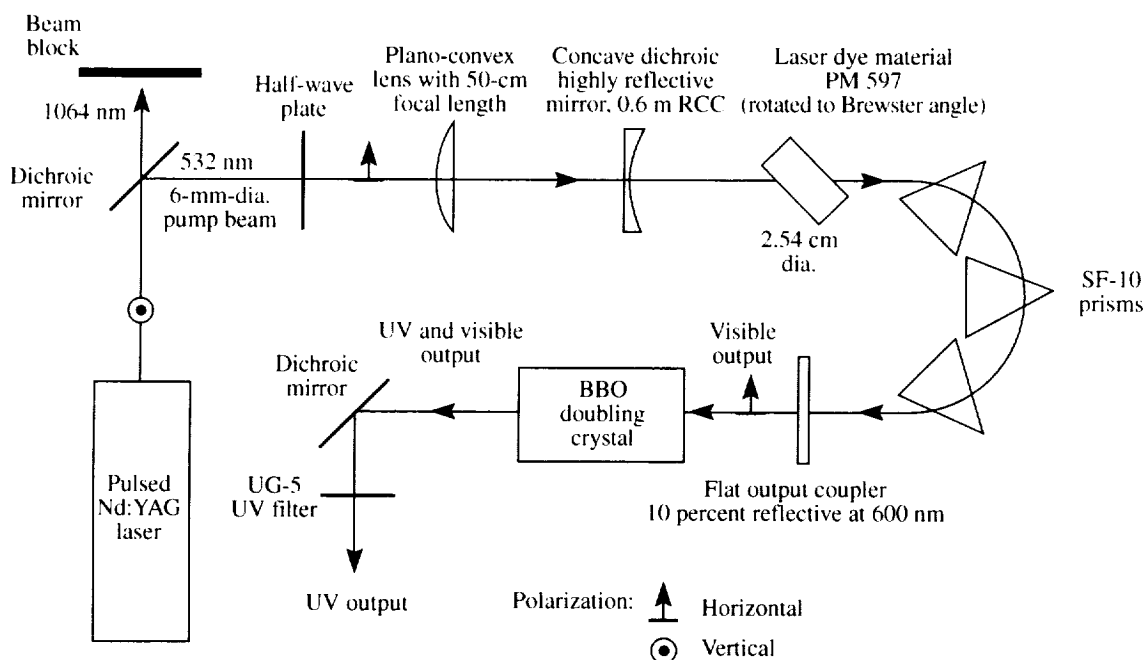 Beam
block
1064 nm
Dichroic
mirror
532 nm
6-mm-dia.
pump beam
Half-wave
plate
Plano-convex
lens with 50-cm
focal length
Concave dichroic
highly reflective
mirror, 0.6 m RCC
Laser dye material
PM 597
(rotated to Brewster angle)
2.54 cm
dia.
SF-10
prisms
Visible
output
UV and visible
output
Dichroic
mirror
BBO
doubling
crystal
Flat output coupler
10 percent reflective at 600 nm
Pulsed
Nd:YAG
laser
UG-5
UV filter
UV output
Polarization:
Horizontal
Vertical